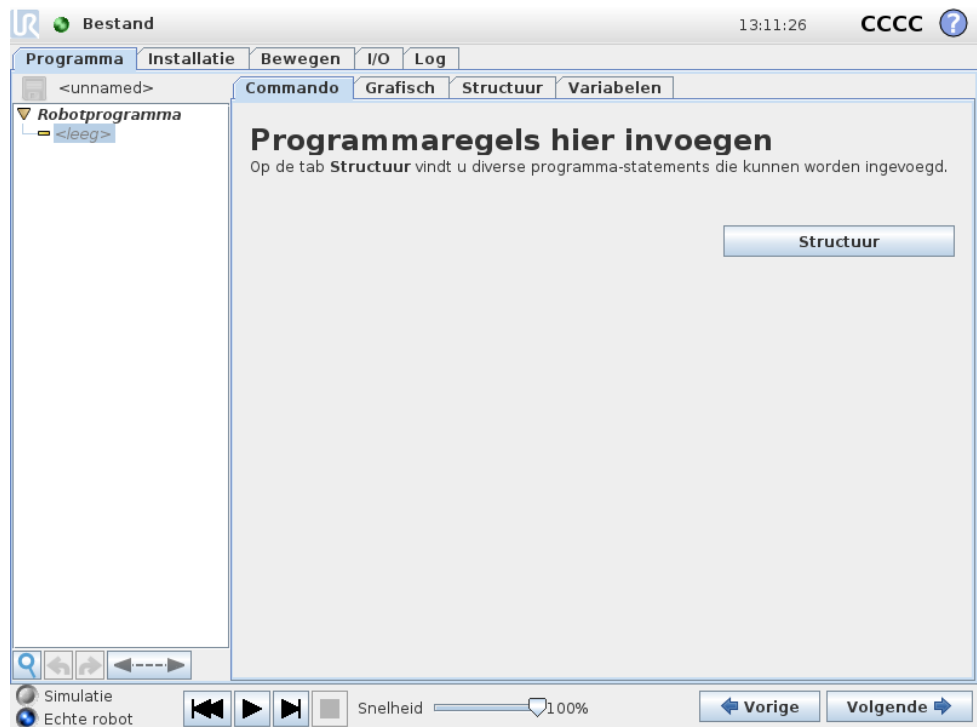 UR Bestand 13:11:26 CCCC ?
Programma Installatie Bewegen I/O Log
<unnamed> Commando Grafisch Structuur Variabelen
Robotprogramma
<leeg>
Programmaregels hier invoegen
Op de tab Structuur vindt u diverse programma-statements die kunnen worden ingevoegd.
Structuur
Simulatie
Echte robot
Snelheid 100% Vorige Volgende